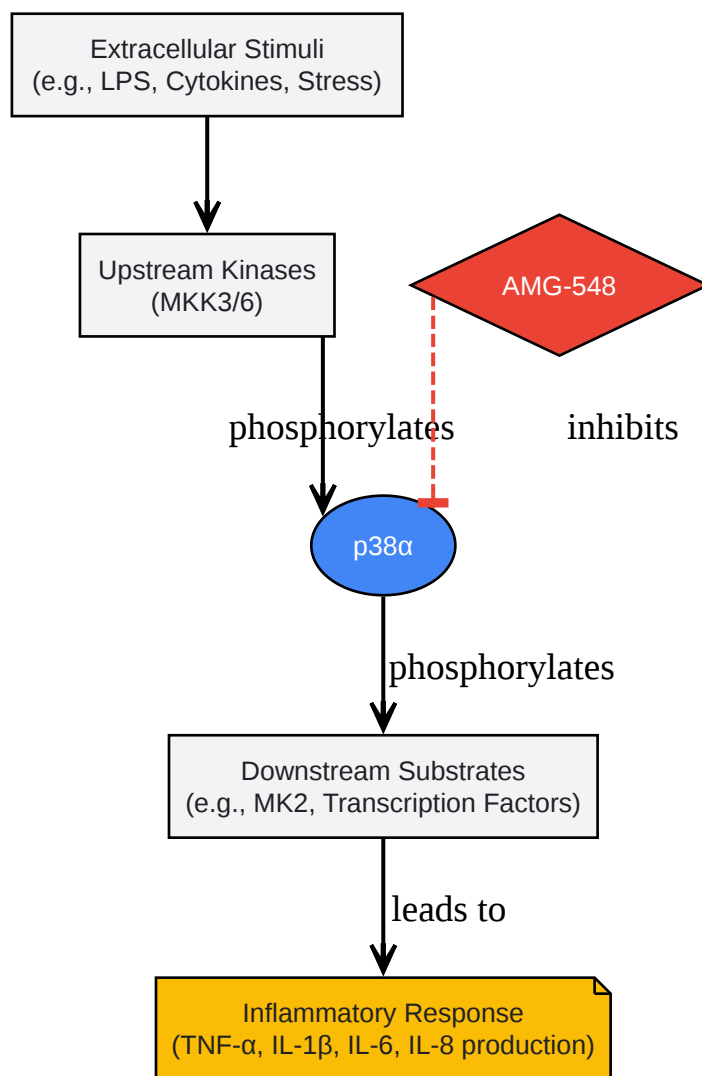 Extracellular Stimuli
(e.g., LPS, Cytokines, Stress)
Upstream Kinases
(MKK3/6)
AMG-548
phosphorylates
inhibits
p38α
phosphorylates
Downstream Substrates
(e.g., MK2, Transcription Factors)
leads to
Inflammatory Response
(TNF-α, IL-1β, IL-6, IL-8 production)